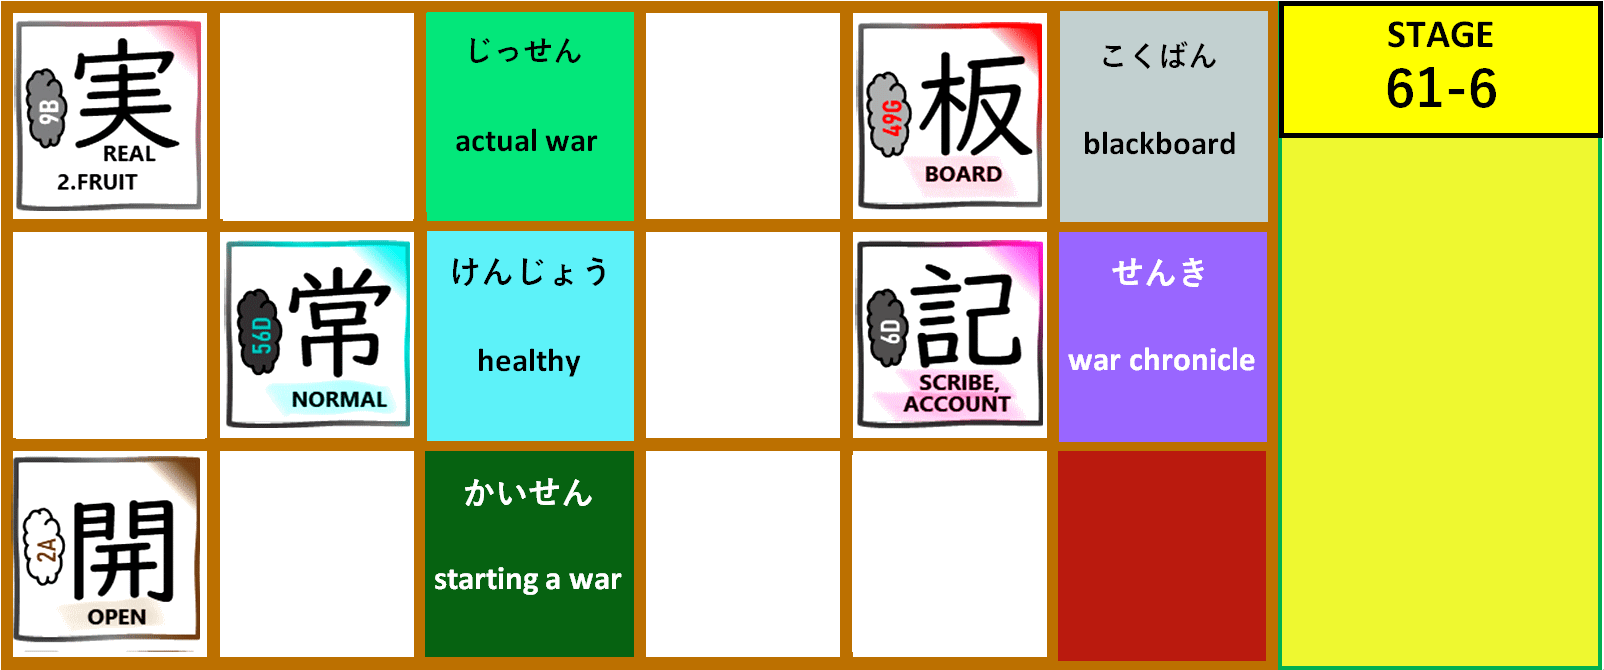 実
9B
REAL
2.FRUIT
じっせん
actual war
板
49G
BOARD
こくばん
blackboard
STAGE
61-6
常
56D
NORMAL
けんじょう
healthy
記
6D
SCRIBE,
ACCOUNT
せんき
war chronicle
開
2A
OPEN
かいせん
starting a war